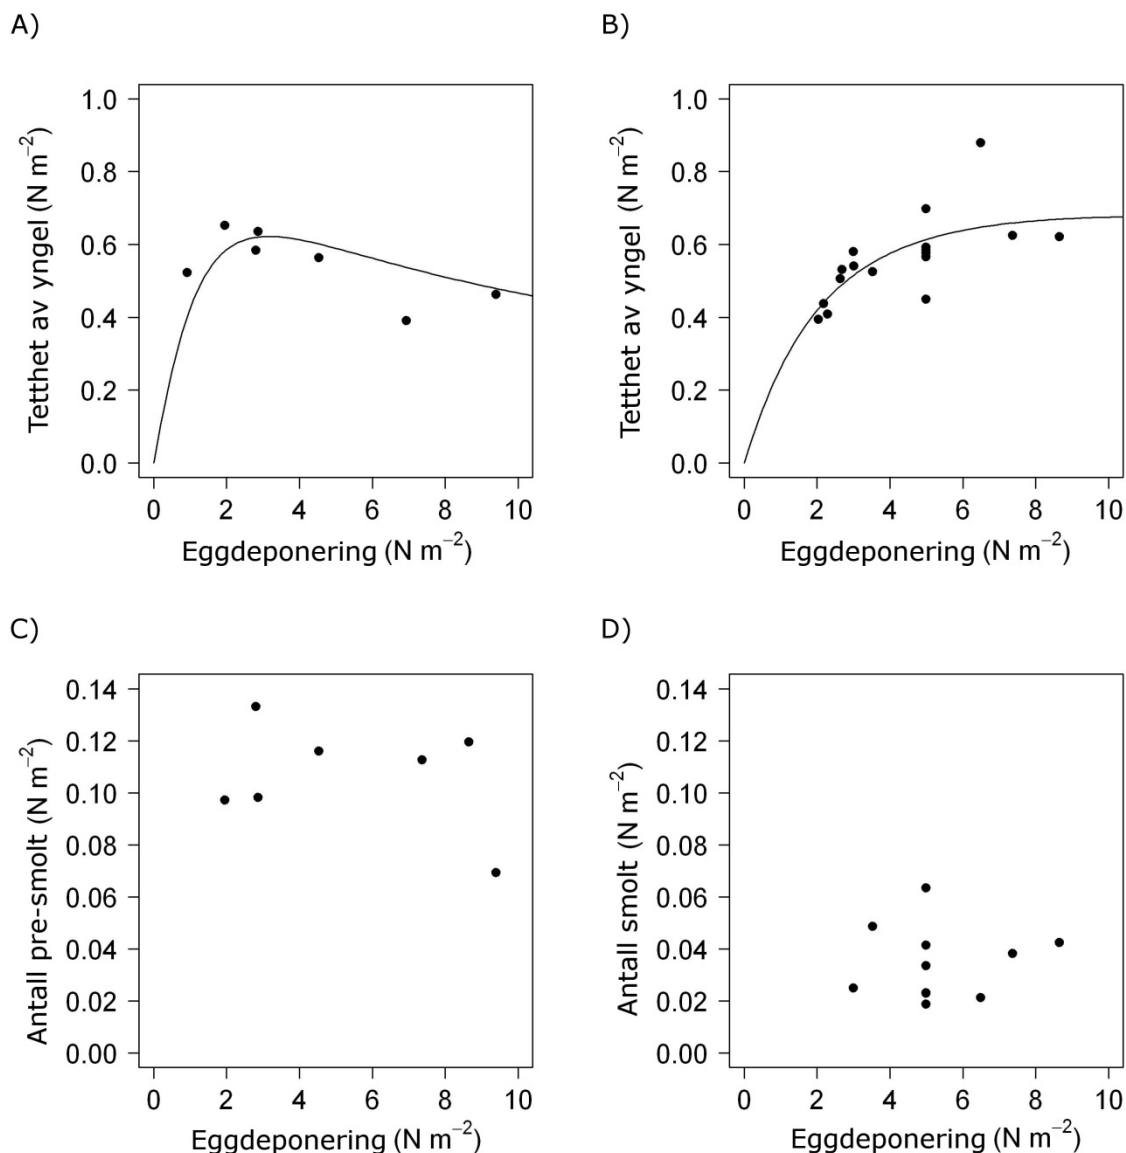 A)
B)
Tetthet av yngel (N m⁻²)
1.0
0.8
0.6
0.4
0.2
0.0
0 2 4 6 8 10
Eggdeponering (N m⁻²)
Tetthet av yngel (N m⁻²)
1.0
0.8
0.6
0.4
0.2
0.0
0 2 4 6 8 10
Eggdeponering (N m⁻²)
C)
D)
Antall pre-smolt (N m⁻²)
0.14
0.12
0.10
0.08
0.06
0.04
0.02
0.00
0 2 4 6 8 10
Eggdeponering (N m⁻²)
Antall smolt (N m⁻²)
0.14
0.12
0.10
0.08
0.06
0.04
0.02
0.00
0 2 4 6 8 10
Eggdeponering (N m⁻²)